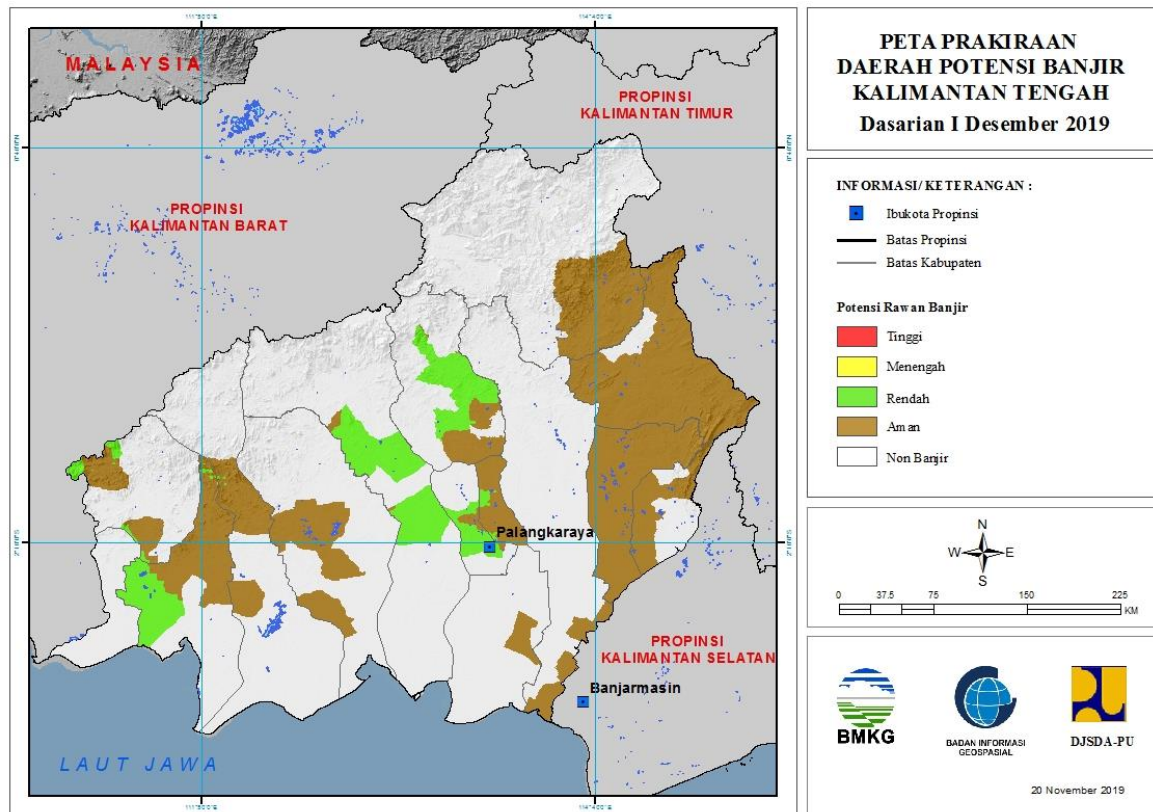 PETA PRAKIRAAN
DAERAH POTENSI BANJIR
KALIMANTAN TENGAH
Dasarian I Desember 2019
INFORMASI/ KETERANGAN :
Ibukota Propinsi
Batas Propinsi
Batas Kabupaten
Potensi Rawan Banjir
Tinggi
Menengah
Rendah
Aman
Non Banjir
N
W E
S
0 37.5 75 150 225
KM
BMKG
BADAN INFORMASI
GEOSPASIAL
DJSDA-PU
20 November 2019
MALAYSIA
PROPINSI
KALIMANTAN TIMUR
PROPINSI
KALIMANTAN BARAT
Palangkaraya
PROPINSI
KALIMANTAN SELATAN
Banjarmasin
LAUT JAWA